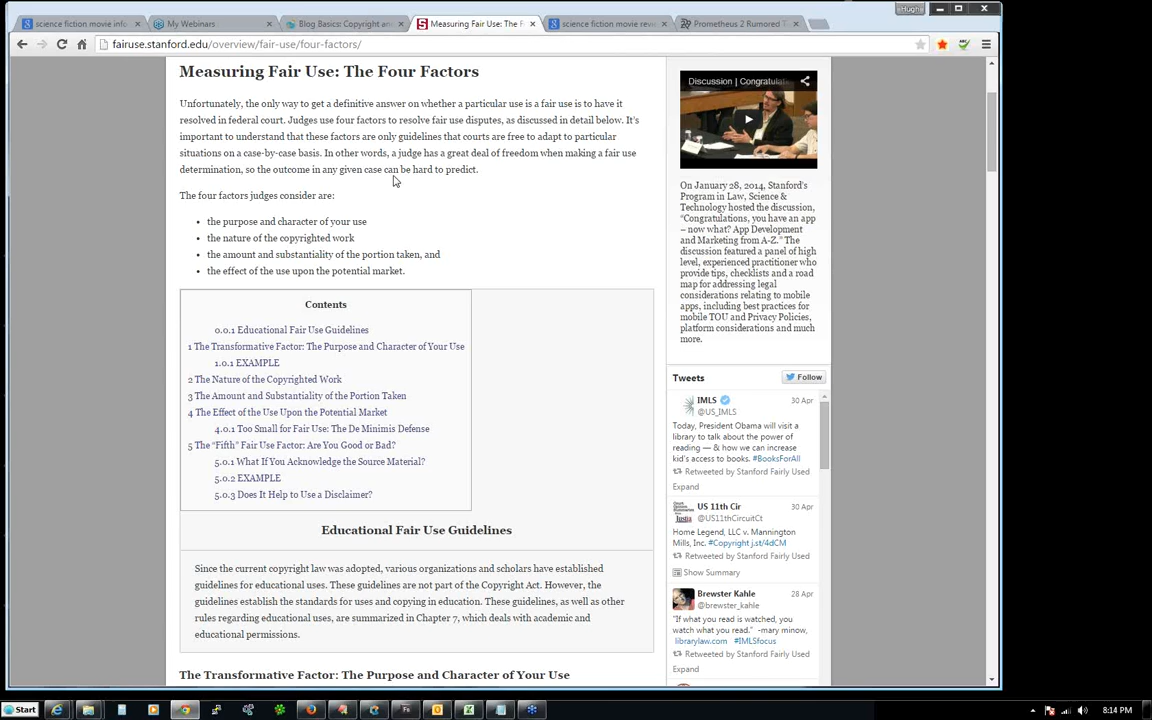 eHughe
science fiction movie info
My Webinars
Blog Basics: Copyright an
Measuring Fair Use: The F
science fiction movie rev
Prometheus 2 Rumored T
fairuse.stanford.edu/overview/fair-use/four-factors/
Measuring Fair Use: The Four Factors
Unfortunately, the only way to get a definitive answer on whether a particular use is a fair use is to have it
resolved in federal court. Judges use four factors to resolve fair use disputes, as discussed in detail below. It's
important to understand that these factors are only guidelines that courts are free to adapt to particular
situations on a case-by-case basis. In other words, a judge has a great deal of freedom when making a fair use
determination, so the outcome in any given case can be hard to predict.
The four factors judges consider are:
• the purpose and character of your use
• the nature of the copyrighted work
• the amount and substantiality of the portion taken, and
• the effect of the use upon the potential market.
Contents
0.0.1 Educational Fair Use Guidelines
1 The Transformative Factor: The Purpose and Character of Your Use
1.0.1 EXAMPLE
2 The Nature of the Copyrighted Work
3 The Amount and Substantiality of the Portion Taken
4 The Effect of the Use Upon the Potential Market
4.0.1 Too Small for Fair Use: The De Minimis Defense
5 The "Fifth" Fair Use Factor: Are You Good or Bad?
5.0.1 What If You Acknowledge the Source Material?
5.0.2 EXAMPLE
5.0.3 Does It Help to Use a Disclaimer?
Educational Fair Use Guidelines
Since the current copyright law was adopted, various organizations and scholars have established
guidelines for educational uses. These guidelines are not part of the Copyright Act. However, the
guidelines establish the standards for uses and copying in education. These guidelines, as well as other
rules regarding educational uses, are summarized in Chapter 7, which deals with academic and
educational permissions.
The Transformative Factor: The Purpose and Character of Your Use
Discussion | Congratulat
On January 28, 2014, Stanford's
Program in Law, Science &
Technology hosted the discussion,
"Congratulations, you have an app
– now what? App Development
and Marketing from A-Z." The
discussion featured a panel of high
level, experienced practitioner who
provide tips, checklists and a road
map for addressing legal
considerations relating to mobile
apps, including best practices for
mobile TOU and Privacy Policies,
platform considerations and much
more.
Tweets
Follow
IMLS
30 Apr
@US_IMLS
Today, President Obama will visit a
library to talk about the power of
reading — & how we can increase
kid's access to books. #BooksForAll
Retweeted by Stanford Fairly Used
Expand
US 11th Cir
30 Apr
@US11thCircuitCt
Home Legend, LLC v. Mannington
Mills, Inc. #Copyright j.st/4dCM
Retweeted by Stanford Fairly Used
Show Summary
Brewster Kahle
28 Apr
@brewster_kahle
"If what you read is watched, you
watch what you read." -mary minow,
librarylaw.com #IMLSfocus
Retweeted by Stanford Fairly Used
Expand
Start
8:14 PM